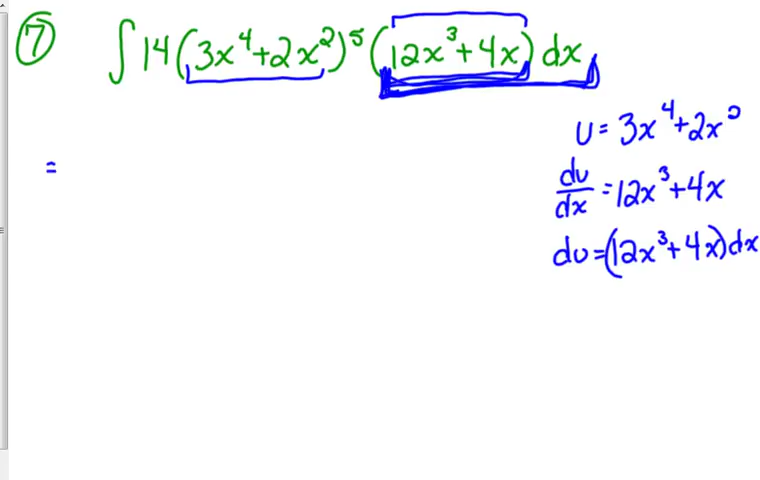 ⑦ ∫14(3x⁴+2x²)⁵(12x³+4x)dx
u=3x⁴+2x²
=
du/dx=12x³+4x
du=(12x³+4x)dx